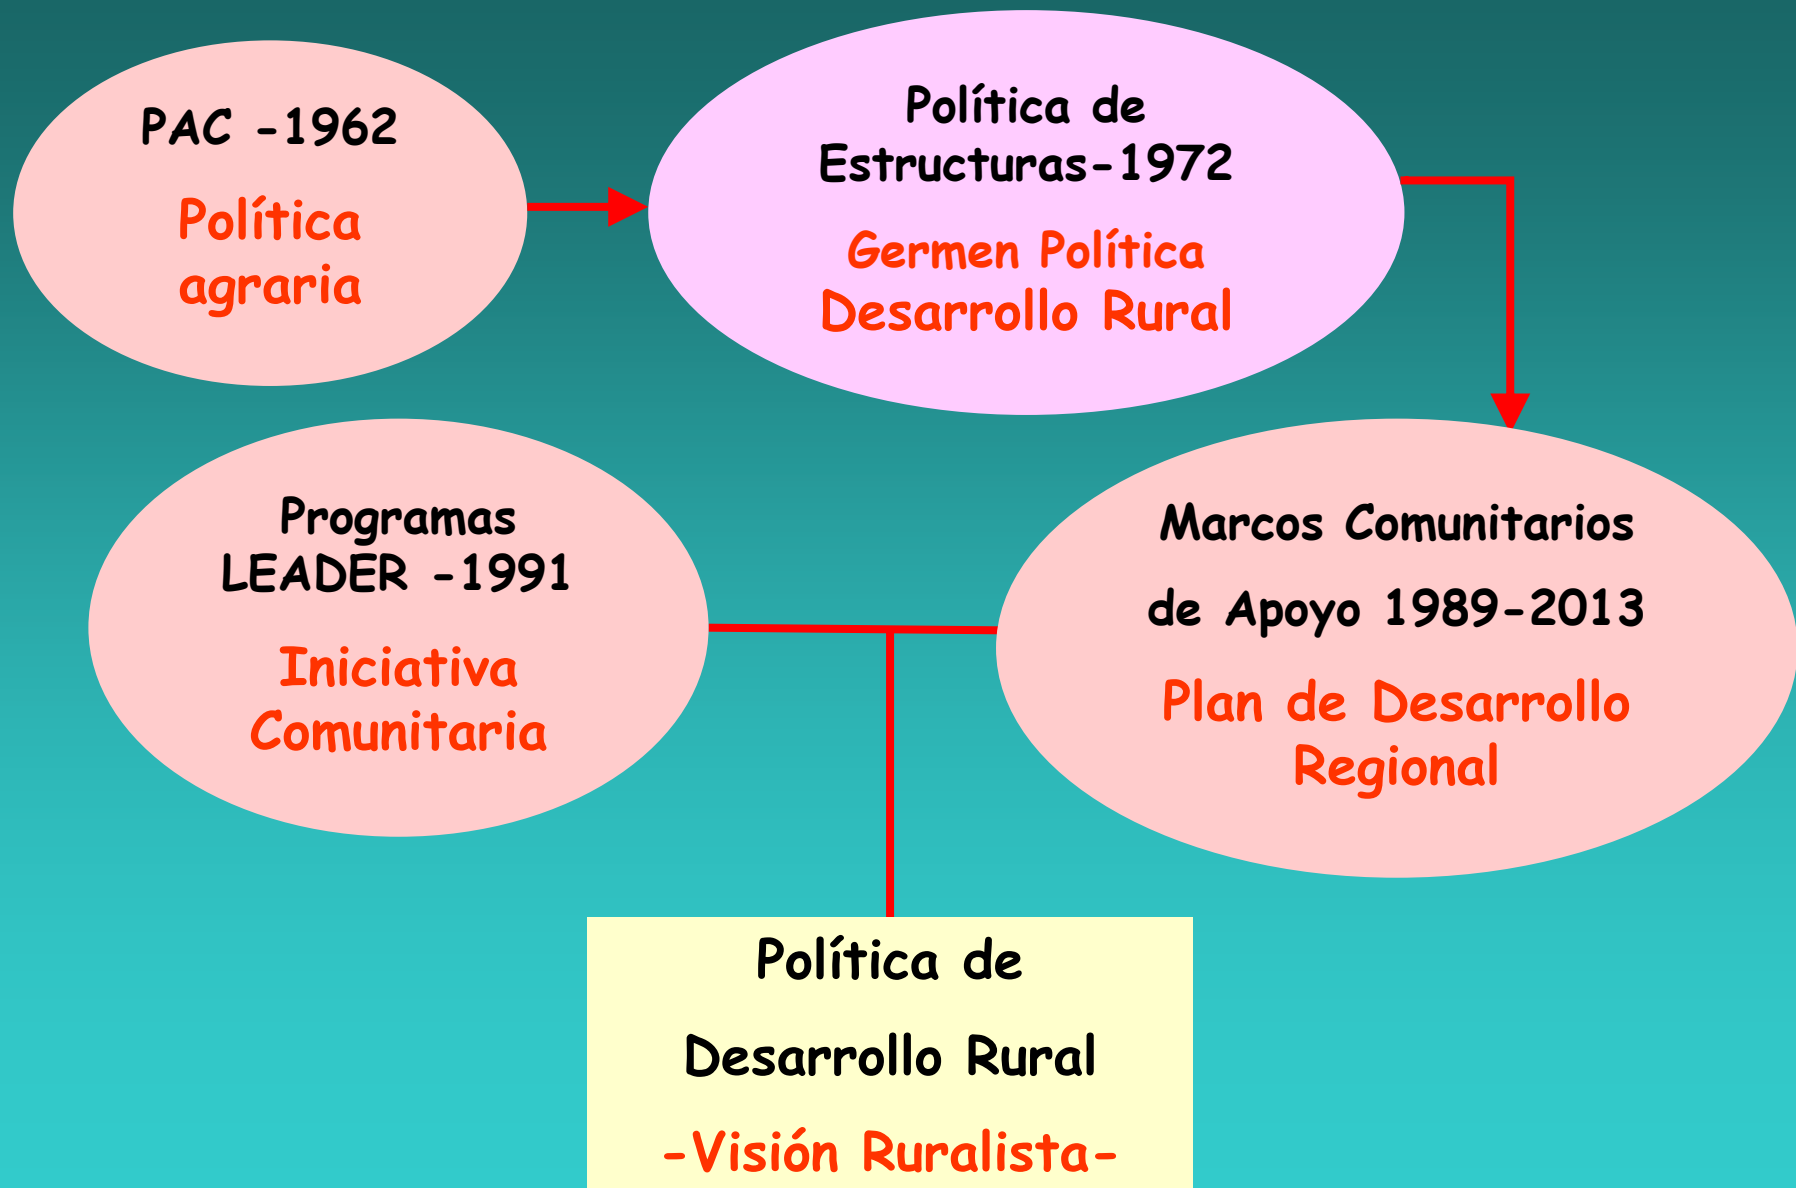 PAC -1962
Política
agraria
Política de
Estructuras-1972
Germen Política
Desarrollo Rural
Programas
LEADER -1991
Iniciativa
Comunitaria
Marcos Comunitarios
de Apoyo 1989-2013
Plan de Desarrollo
Regional
Política de
Desarrollo Rural
-Visión Ruralista-